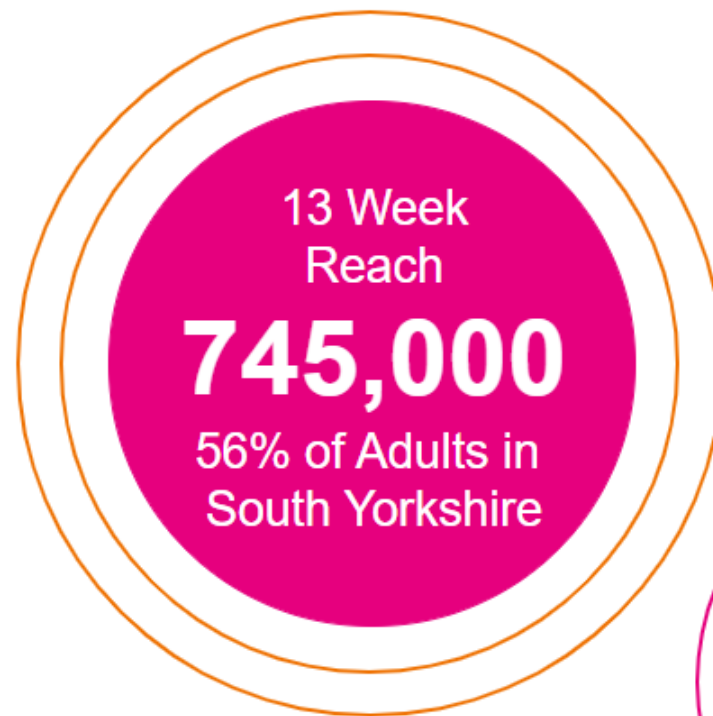 13 Week
Reach
745,000
56% of Adults in
South Yorkshire